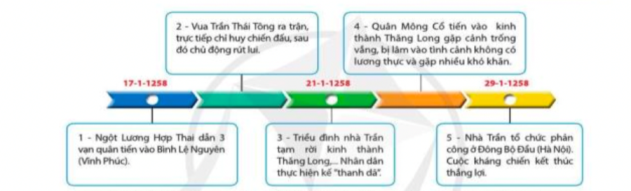 2 - Vua Trần Thái Tông ra trận,
trực tiếp chỉ huy chiến đấu, sau
đó chủ động rút lui.
4 - Quân Mông Cổ tiến vào kinh
thành Thăng Long gặp cảnh trống
vắng, bị lâm vào tình cảnh không có
lương thực và gặp nhiều khó khăn.
17-1-1258
21-1-1258
29-1-1258
1 - Ngột Lương Hợp Thai dẫn 3
vạn quân tiến vào Bình Lệ Nguyên
(Vĩnh Phúc).
3 - Triều đình nhà Trần
tạm rời kinh thành
Thăng Long,... Nhân dân
thực hiện kế "thanh dã".
5 - Nhà Trần tổ chức phản
công ở Đông Bộ Đầu (Hà Nội).
Cuộc kháng chiến kết thúc
thắng lợi.